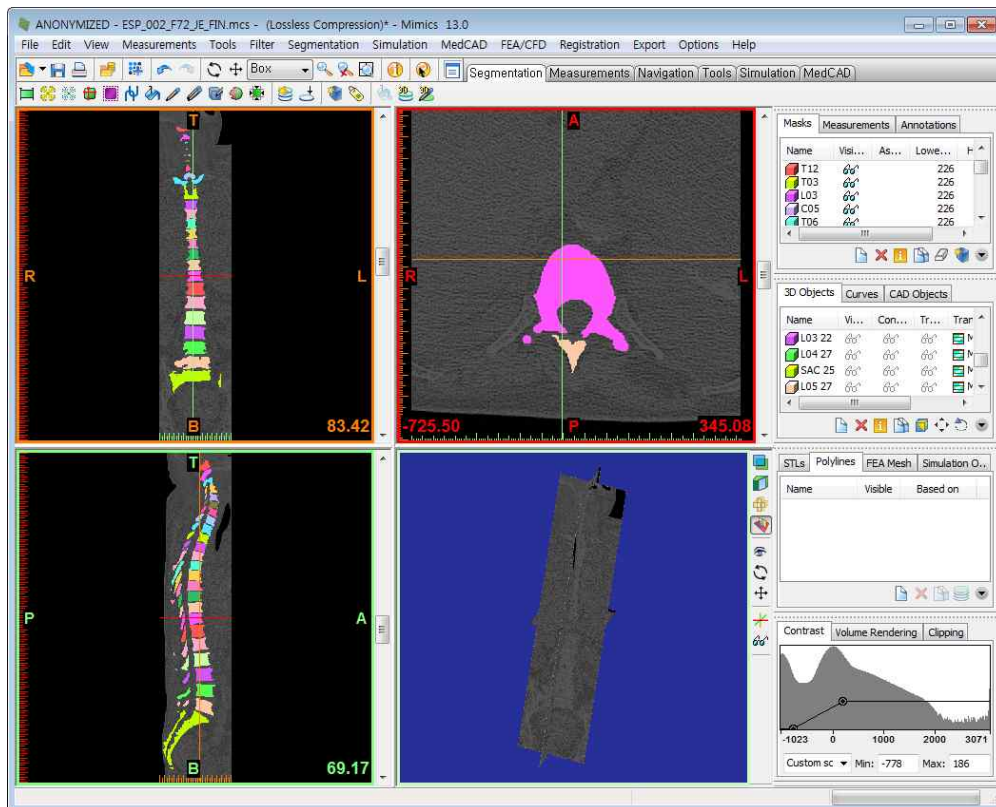 ANONYMIZED - ESP_002_F72_JE_FIN.mcs - (Lossless Compression)* - Mimics 13.0
File Edit View Measurements Tools Filter Segmentation Simulation MedCAD FEA/CFD Registration Export Options Help
Box Segmentation Measurements Navigation Tools Simulation MedCAD
T
R L
B 83.42
A
R L
-725.50 P 345.08
Masks Measurements Annotations
Name Visi... As... Lowe... H
T12 226
T03 226
L03 226
C05 226
T06 226
3D Objects Curves CAD Objects
Name Vi... Con... Tr... Trar
L03 22 M
L04 27 M
SAC 25 M
L05 27 M
T
P A
B 69.17
STLs Polylines FEA Mesh Simulation O..
Name Visible Based on
Contrast Volume Rendering Clipping
-1023 0 1000 2000 3071
Custom sc Min: -778 Max: 186